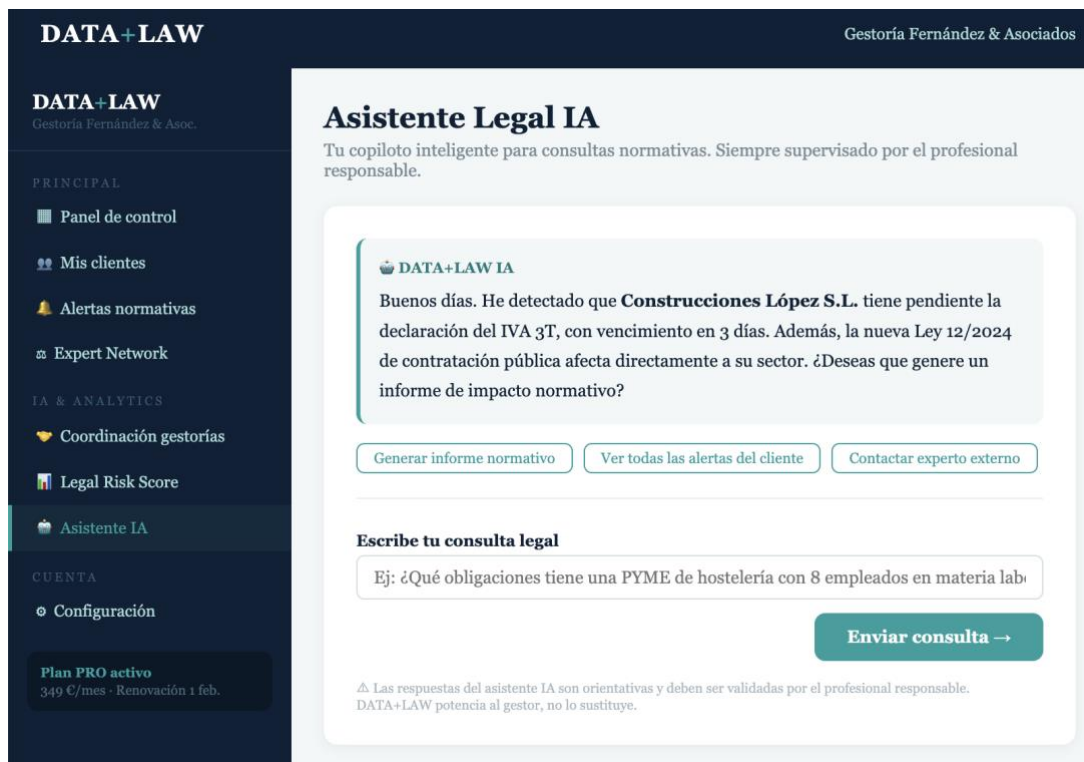 DATA+LAW
Gestoría Fernández & Asociados
DATA+LAW
Gestoría Fernández & Asoc.
PRINCIPAL
Panel de control
Mis clientes
Alertas normativas
Expert Network
IA & ANALYTICS
Coordinación gestorías
Legal Risk Score
Asistente IA
CUENTA
Configuración
Plan PRO activo
349 €/mes · Renovación 1 feb.
Asistente Legal IA
Tu copiloto inteligente para consultas normativas. Siempre supervisado por el profesional
responsable.
DATA+LAW IA
Buenos días. He detectado que Construcciones López S.L. tiene pendiente la
declaración del IVA 3T, con vencimiento en 3 días. Además, la nueva Ley 12/2024
de contratación pública afecta directamente a su sector. ¿Deseas que genere un
informe de impacto normativo?
Generar informe normativo
Ver todas las alertas del cliente
Contactar experto externo
Escribe tu consulta legal
Ej: ¿Qué obligaciones tiene una PYME de hostelería con 8 empleados en materia lab
Enviar consulta →
⚠ Las respuestas del asistente IA son orientativas y deben ser validadas por el profesional responsable.
DATA+LAW potencia al gestor, no lo sustituye.